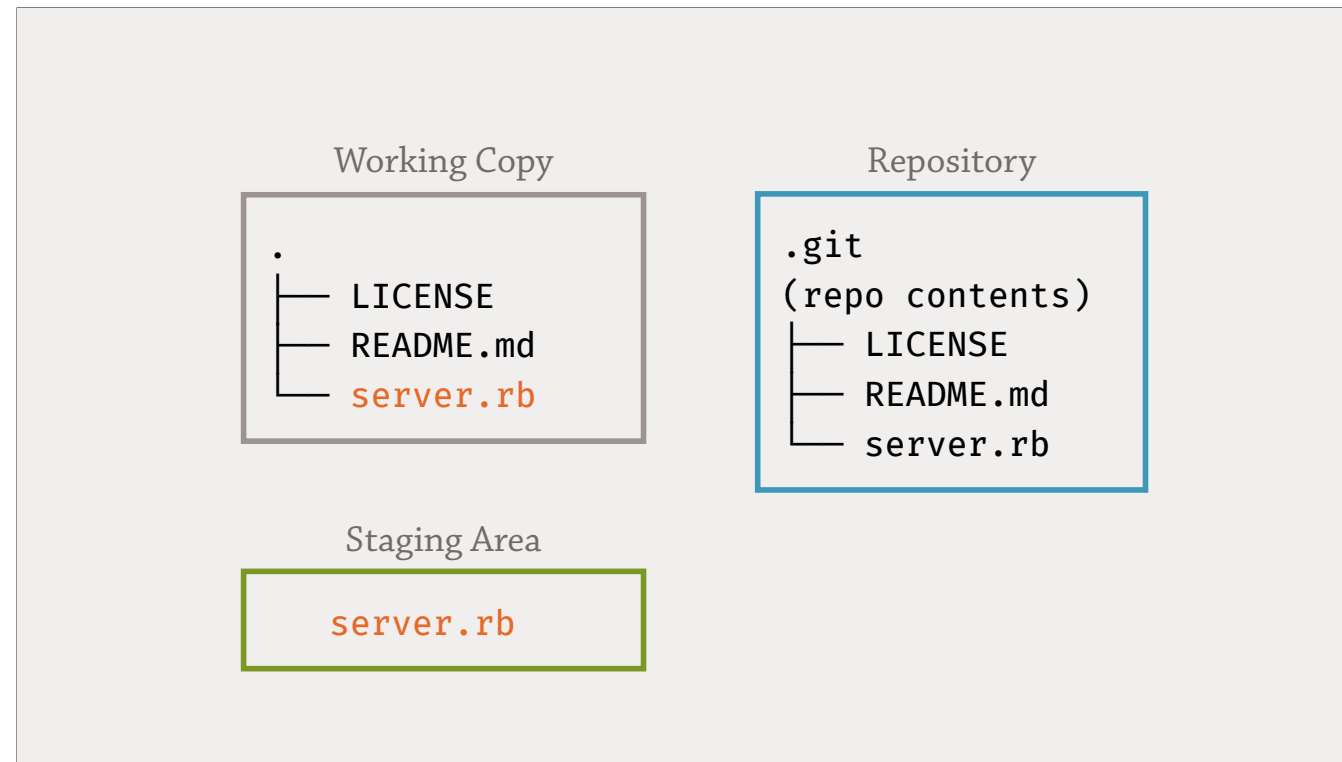 Working Copy
.
├── LICENSE
├── README.md
└── server.rb
Repository
.git
(repo contents)
├── LICENSE
├── README.md
└── server.rb
Staging Area
server.rb